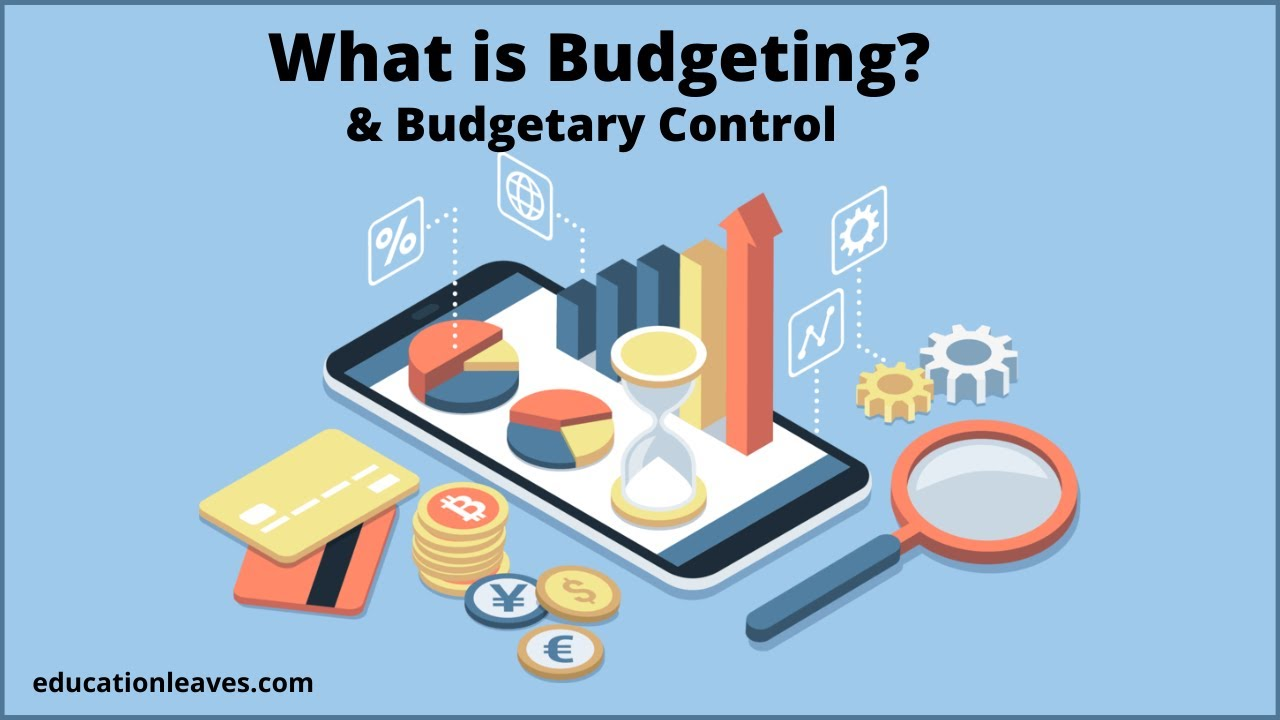 What is Budgeting?
& Budgetary Control
%
₿
¥
$
€
educationleaves.com